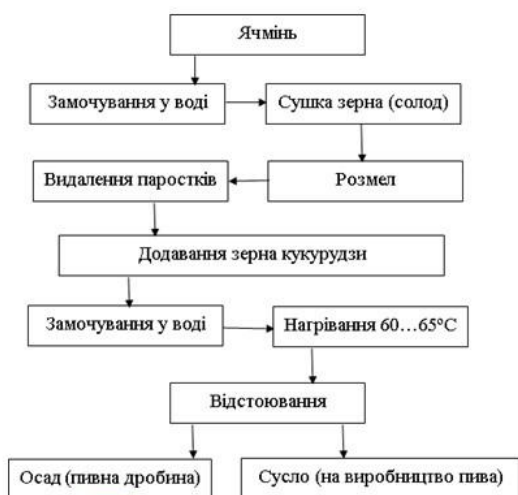 Ячмінь
Замочування у воді
Сушка зерна (солод)
Видалення паростків
Розмел
Додавання зерна кукурудзи
Замочування у воді
Нагрівання 60…65°С
Відстоювання
Осад (пивна дробина)
Сусло (на виробництво пива)